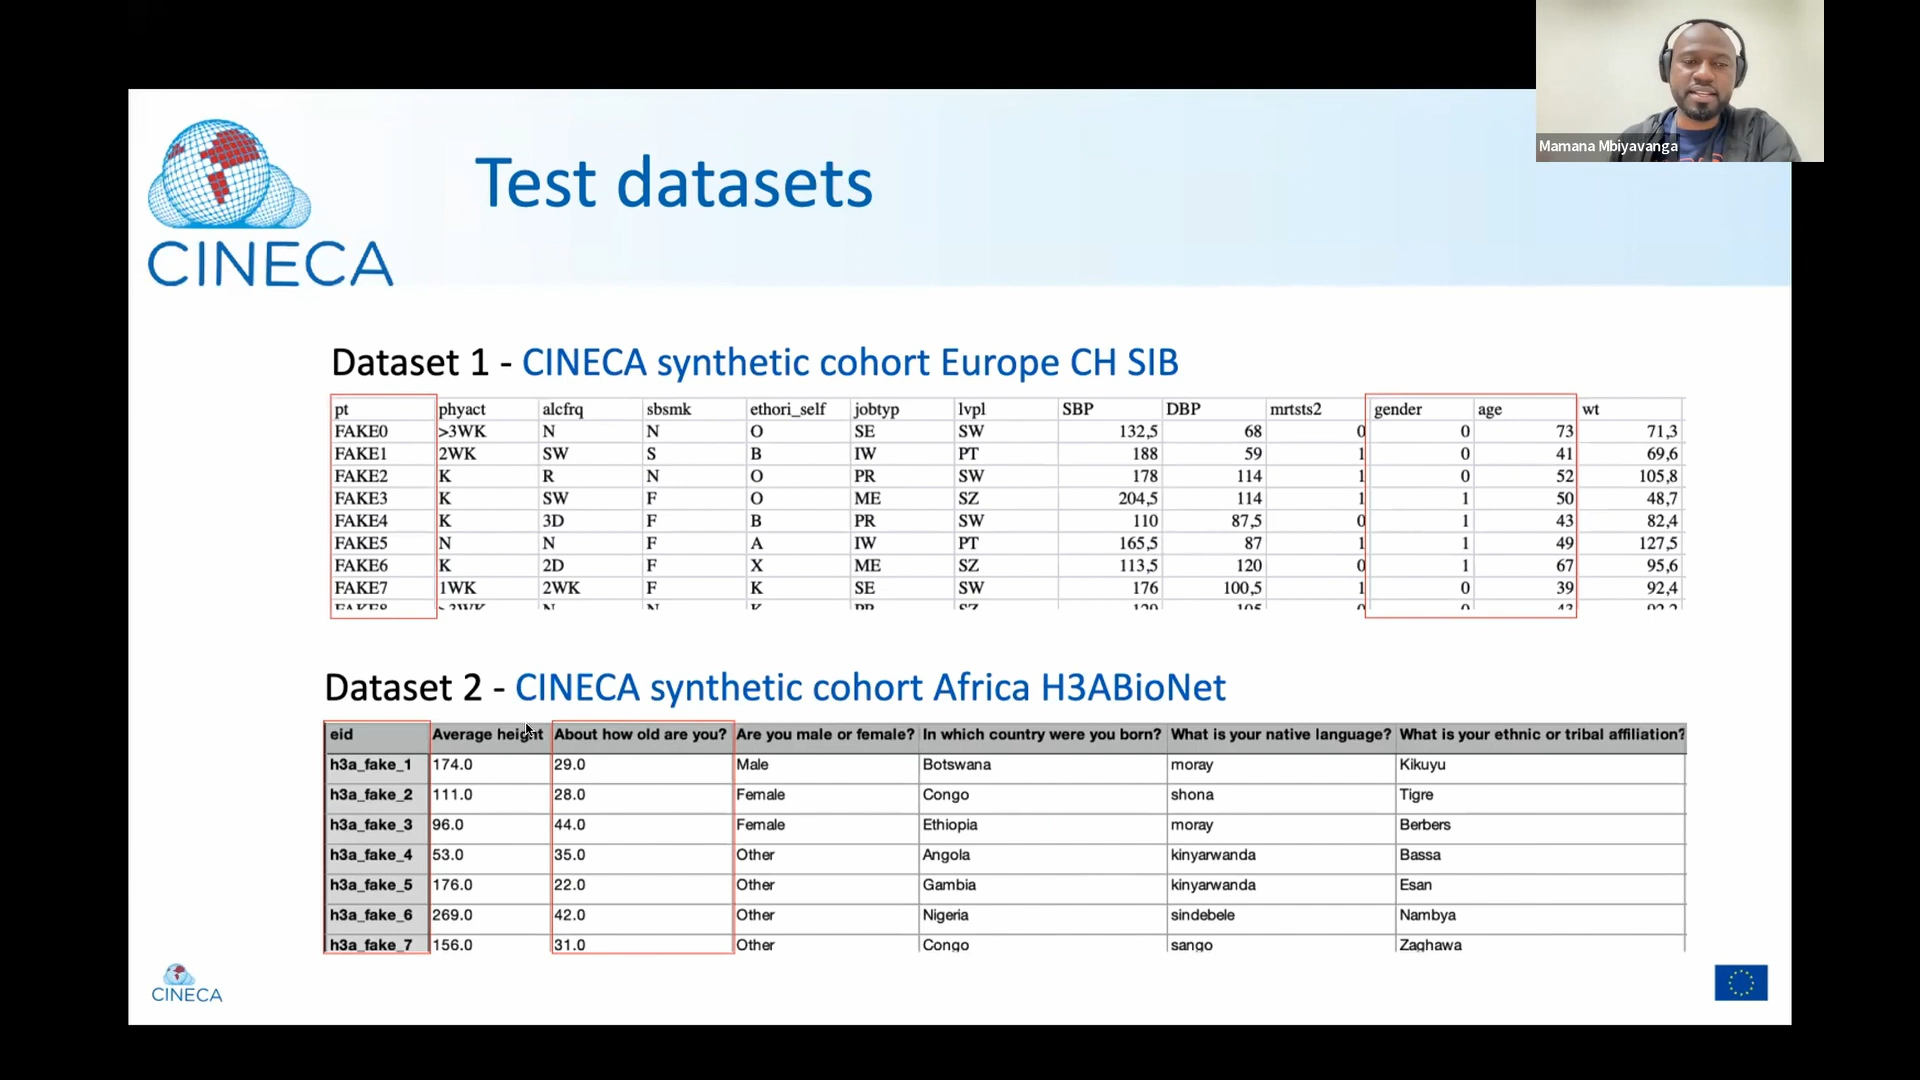 Mamana Mbiyavanga
CINECA
Test datasets
Dataset 1 - CINECA synthetic cohort Europe CH SIB
pt phyact alcfrq sbsmk ethori_self jobtyp lvpl SBP DBP mrtsts2 gender age wt
FAKE0 >3WK N N O SE SW 132,5 68 0 0 73 71,3
FAKE1 2WK SW S B IW PT 188 59 1 0 41 69,6
FAKE2 K R N O PR SW 178 114 1 0 52 105,8
FAKE3 K SW F O ME SZ 204,5 114 1 1 50 48,7
FAKE4 K 3D F B PR SW 110 87,5 0 1 43 82,4
FAKE5 N N F A IW PT 165,5 87 1 1 49 127,5
FAKE6 K 2D F X ME SZ 113,5 120 0 1 67 95,6
FAKE7 1WK 2WK F K SE SW 176 100,5 1 0 39 92,4
Dataset 2 - CINECA synthetic cohort Africa H3ABioNet
eid Average height About how old are you? Are you male or female? In which country were you born? What is your native language? What is your ethnic or tribal affiliation?
h3a_fake_1 174.0 29.0 Male Botswana moray Kikuyu
h3a_fake_2 111.0 28.0 Female Congo shona Tigre
h3a_fake_3 96.0 44.0 Female Ethiopia moray Berbers
h3a_fake_4 53.0 35.0 Other Angola kinyarwanda Bassa
h3a_fake_5 176.0 22.0 Other Gambia kinyarwanda Esan
h3a_fake_6 269.0 42.0 Other Nigeria sindebele Nambya
h3a_fake_7 156.0 31.0 Other Congo sango Zaghawa
CINECA